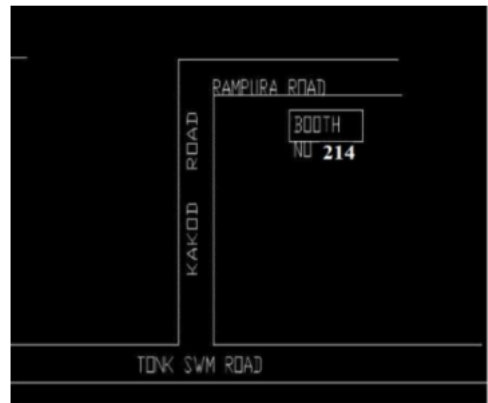 RAMPURA ROAD
BOOTH
NO 214
KAKOD ROAD
TONK SWM ROAD